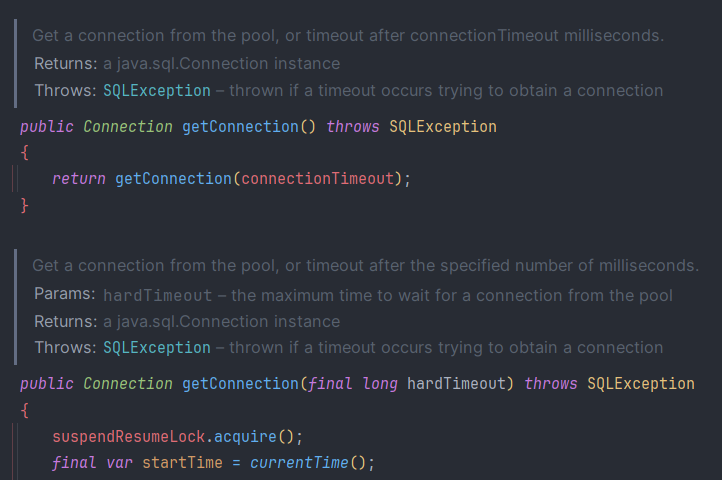 Get a connection from the pool, or timeout after connectionTimeout milliseconds.
Returns: a java.sql.Connection instance
Throws: SQLException – thrown if a timeout occurs trying to obtain a connection
public Connection getConnection() throws SQLException
{
return getConnection(connectionTimeout);
}
Get a connection from the pool, or timeout after the specified number of milliseconds.
Params: hardTimeout – the maximum time to wait for a connection from the pool
Returns: a java.sql.Connection instance
Throws: SQLException – thrown if a timeout occurs trying to obtain a connection
public Connection getConnection(final long hardTimeout) throws SQLException
{
suspendResumeLock.acquire();
final var startTime = currentTime();